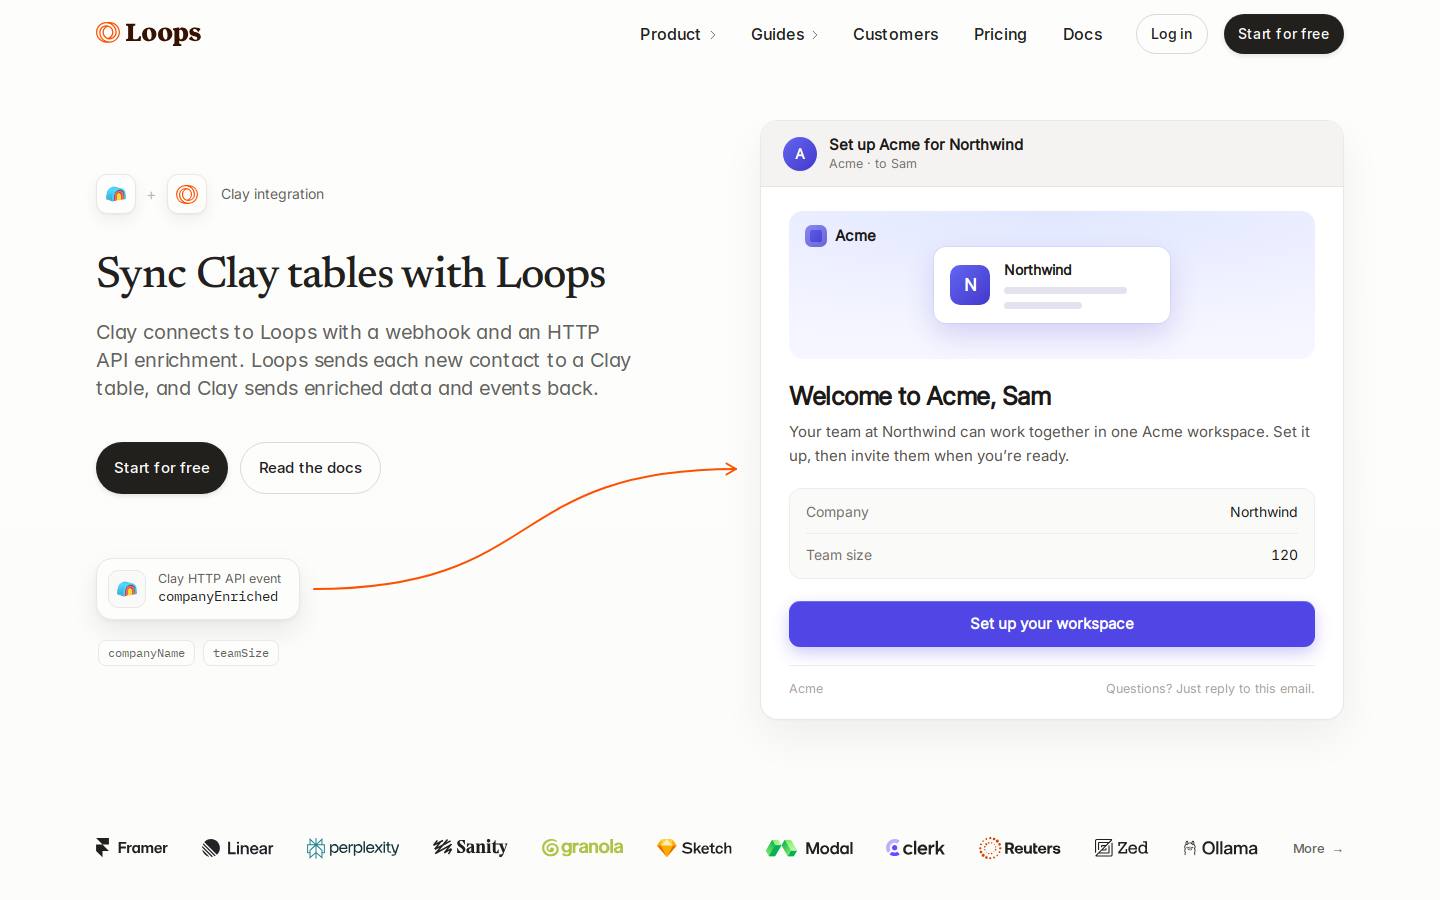 Loops
Product
Guides
Customers
Pricing
Docs
Log in
Start for free
+
Clay integration
Sync Clay tables with Loops
Clay connects to Loops with a webhook and an HTTP
API enrichment. Loops sends each new contact to a Clay
table, and Clay sends enriched data and events back.
Start for free
Read the docs
Clay HTTP API event
companyEnriched
companyName
teamSize
A
Set up Acme for Northwind
Acme · to Sam
Acme
N
Northwind
Welcome to Acme, Sam
Your team at Northwind can work together in one Acme workspace. Set it
up, then invite them when you’re ready.
Company Northwind
Team size 120
Set up your workspace
Acme Questions? Just reply to this email.
Framer
Linear
perplexity
Sanity
granola
Sketch
Modal
clerk
Reuters
Zed
Ollama
More →